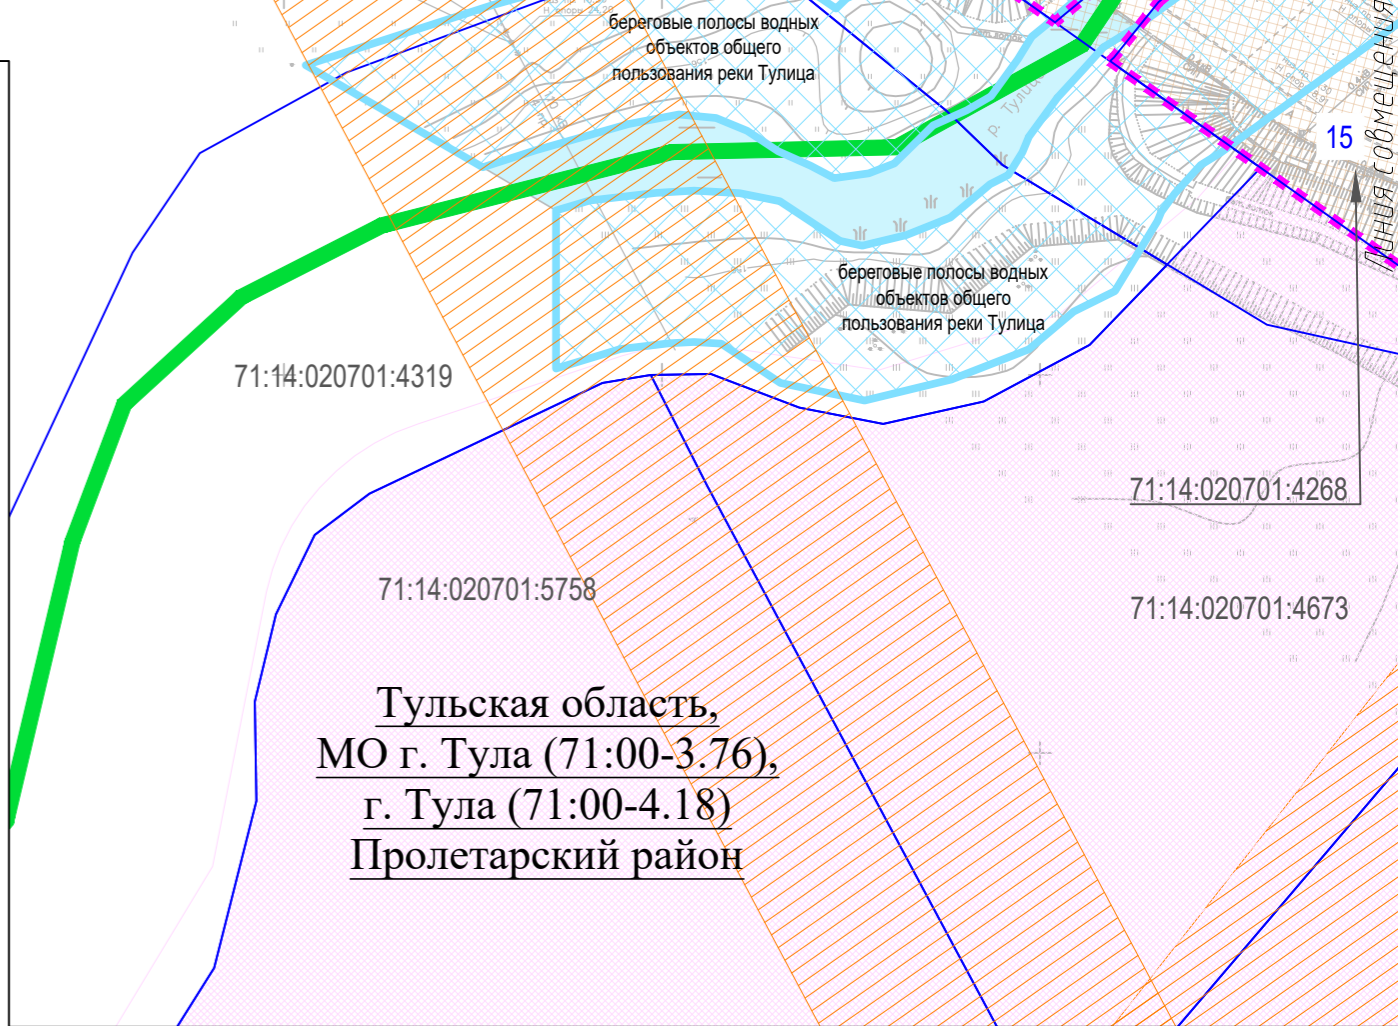 береговые полосы водных
объектов общего
пользования реки Тулица
р. Тулица
15
Линия совмещения
береговые полосы водных
объектов общего
пользования реки Тулица
71:14:020701:4319
71:14:020701:4268
71:14:020701:5758
71:14:020701:4673
Тульская область,
МО г. Тула (71:00-3.76),
г. Тула (71:00-4.18)
Пролетарский район